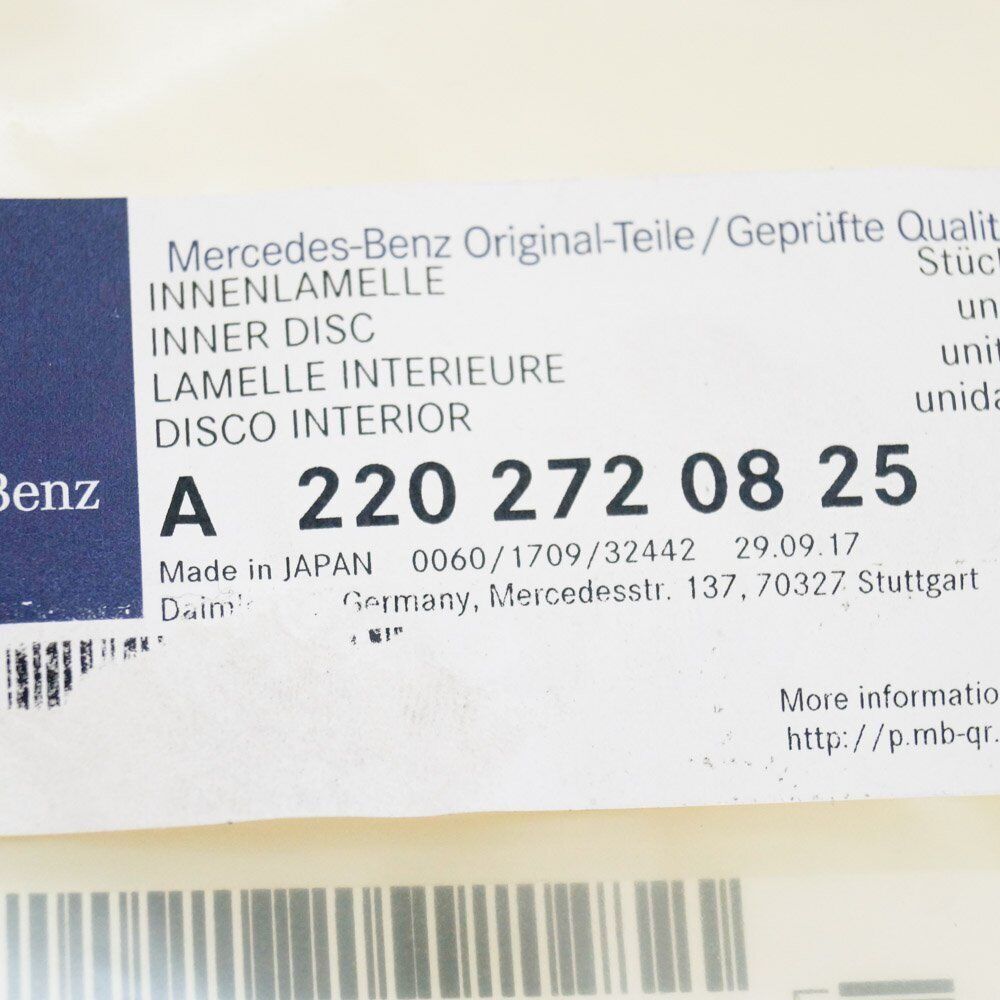 Mercedes-Benz Original-Teile / Geprüfte Qualit
INNENLAMELLE
Stück
INNER DISC
un
LAMELLE INTERIEURE
unit
DISCO INTERIOR
unida
Benz
A 220 272 08 25
Made in JAPAN 0060/1709/32442 29.09.17
Germany, Mercedesstr. 137, 70327 Stuttgart
More informatio
http://p.mb-qr.